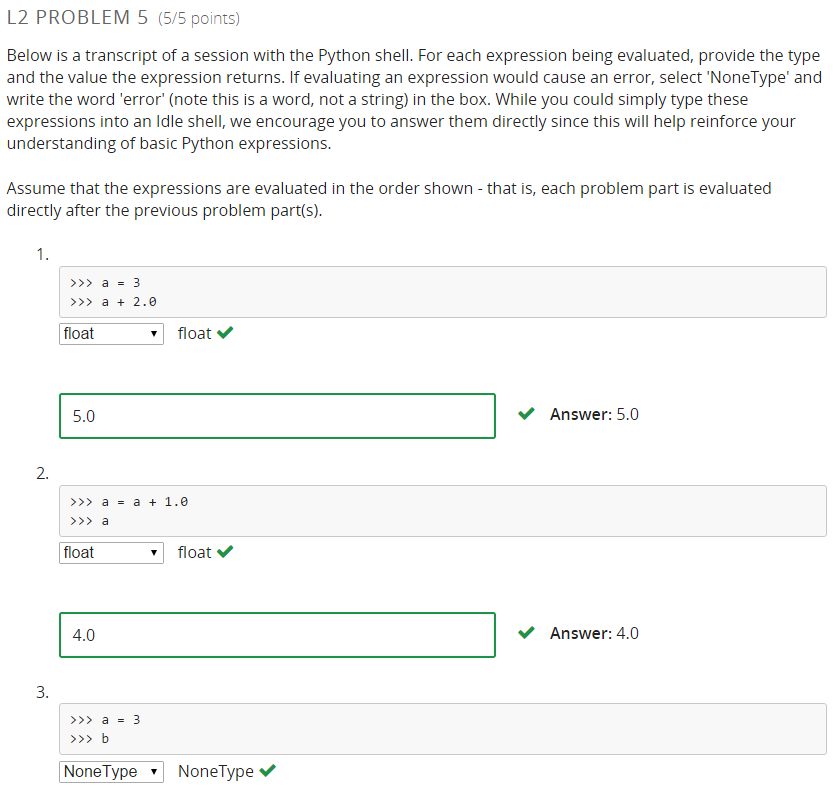 L2 PROBLEM 5 (5/5 points)
Below is a transcript of a session with the Python shell. For each expression being evaluated, provide the type
and the value the expression returns. If evaluating an expression would cause an error, select 'NoneType' and
write the word 'error' (note this is a word, not a string) in the box. While you could simply type these
expressions into an Idle shell, we encourage you to answer them directly since this will help reinforce your
understanding of basic Python expressions.
Assume that the expressions are evaluated in the order shown - that is, each problem part is evaluated
directly after the previous problem part(s).
1.
>>> a = 3
>>> a + 2.0
float float
5.0 Answer: 5.0
2.
>>> a = a + 1.0
>>> a
float float
4.0 Answer: 4.0
3.
>>> a = 3
>>> b
NoneType NoneType